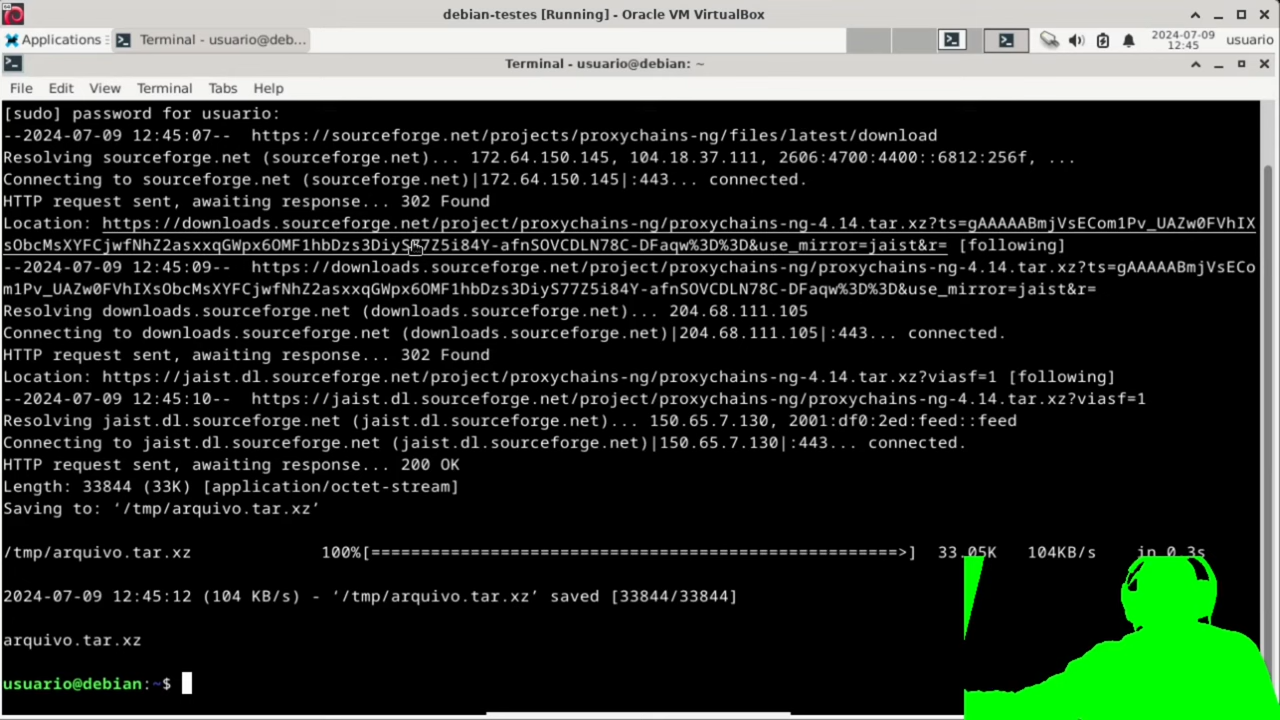 debian-testes [Running] - Oracle VM VirtualBox
Applications
Terminal - usuario@deb...
2024-07-09
12:45
usuario
Terminal - usuario@debian: ~
File Edit View Terminal Tabs Help
[sudo] password for usuario:
--2024-07-09 12:45:07--  https://sourceforge.net/projects/proxychains-ng/files/latest/download
Resolving sourceforge.net (sourceforge.net)... 172.64.150.145, 104.18.37.111, 2606:4700:4400::6812:256f, ...
Connecting to sourceforge.net (sourceforge.net)|172.64.150.145|:443... connected.
HTTP request sent, awaiting response... 302 Found
Location: https://downloads.sourceforge.net/project/proxychains-ng/proxychains-ng-4.14.tar.xz?ts=gAAAAABmjVsECom1Pv_UAZw0FVhIX
sObcMsXYFCjwfNhZ2asxxqGWpx6OMF1hbDzs3DiyS77Z5i84Y-afnSOVCDLN78C-DFaqw%3D%3D&use_mirror=jaist&r= [following]
--2024-07-09 12:45:09--  https://downloads.sourceforge.net/project/proxychains-ng/proxychains-ng-4.14.tar.xz?ts=gAAAAABmjVsECo
m1Pv_UAZw0FVhIXsObcMsXYFCjwfNhZ2asxxqGWpx6OMF1hbDzs3DiyS77Z5i84Y-afnSOVCDLN78C-DFaqw%3D%3D&use_mirror=jaist&r=
Resolving downloads.sourceforge.net (downloads.sourceforge.net)... 204.68.111.105
Connecting to downloads.sourceforge.net (downloads.sourceforge.net)|204.68.111.105|:443... connected.
HTTP request sent, awaiting response... 302 Found
Location: https://jaist.dl.sourceforge.net/project/proxychains-ng/proxychains-ng-4.14.tar.xz?viasf=1 [following]
--2024-07-09 12:45:10--  https://jaist.dl.sourceforge.net/project/proxychains-ng/proxychains-ng-4.14.tar.xz?viasf=1
Resolving jaist.dl.sourceforge.net (jaist.dl.sourceforge.net)... 150.65.7.130, 2001:df0:2ed:feed::feed
Connecting to jaist.dl.sourceforge.net (jaist.dl.sourceforge.net)|150.65.7.130|:443... connected.
HTTP request sent, awaiting response... 200 OK
Length: 33844 (33K) [application/octet-stream]
Saving to: ‘/tmp/arquivo.tar.xz’
/tmp/arquivo.tar.xz 100%[=====================================================>] 33.05K 104KB/s in 0.3s
2024-07-09 12:45:12 (104 KB/s) - ‘/tmp/arquivo.tar.xz’ saved [33844/33844]
arquivo.tar.xz
usuario@debian:~$